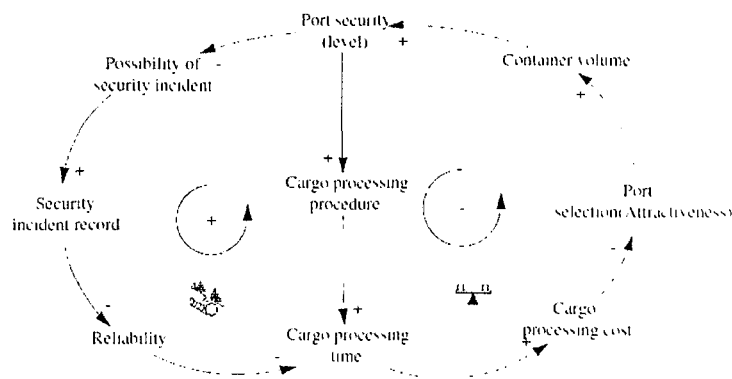 Port security
(level)
Container volume
Possibility of
security incident
-
+
+
+
+
-
Security
incident record
Cargo processing
procedure
Port
selection(Attractiveness)
+
-
-
-
+
Reliability
-
Cargo processing
time
+
Cargo
processing cost